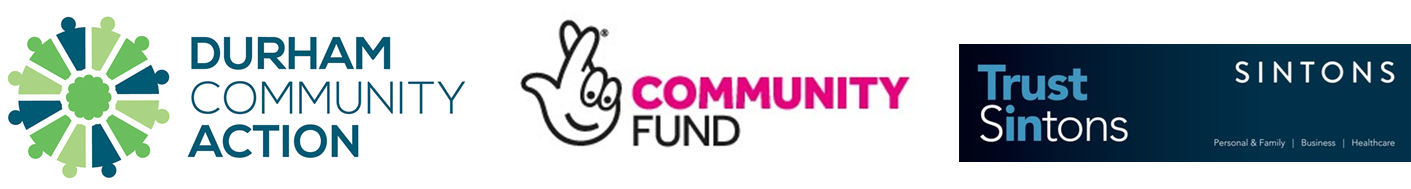 DURHAM
COMMUNITY
ACTION
®
COMMUNITY
FUND
Trust
Sintons
SINTONS
Personal & Family | Business | Healthcare